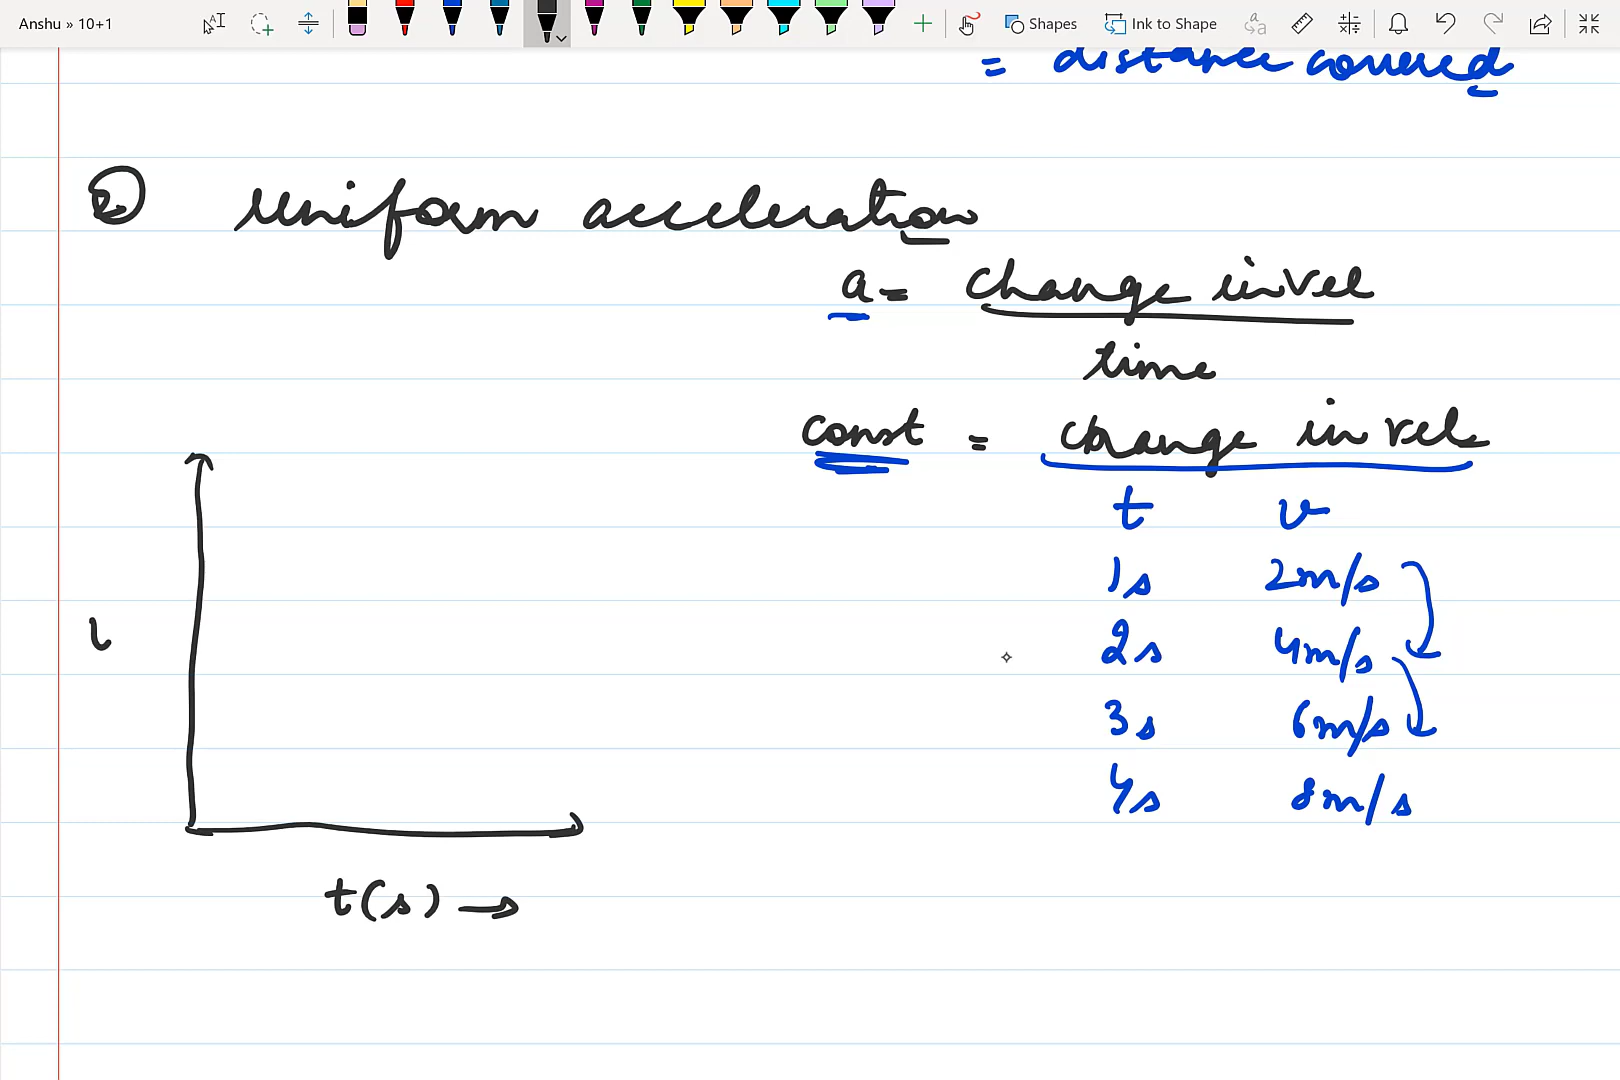 Anshu » 10+1
Shapes
Ink to Shape
= distance covered
② uniform acceleration
a = change in vel
time
const = change in vel
t v
1s 2m/s
2s 4m/s
3s 6m/s
4s 8m/s
t(s) →